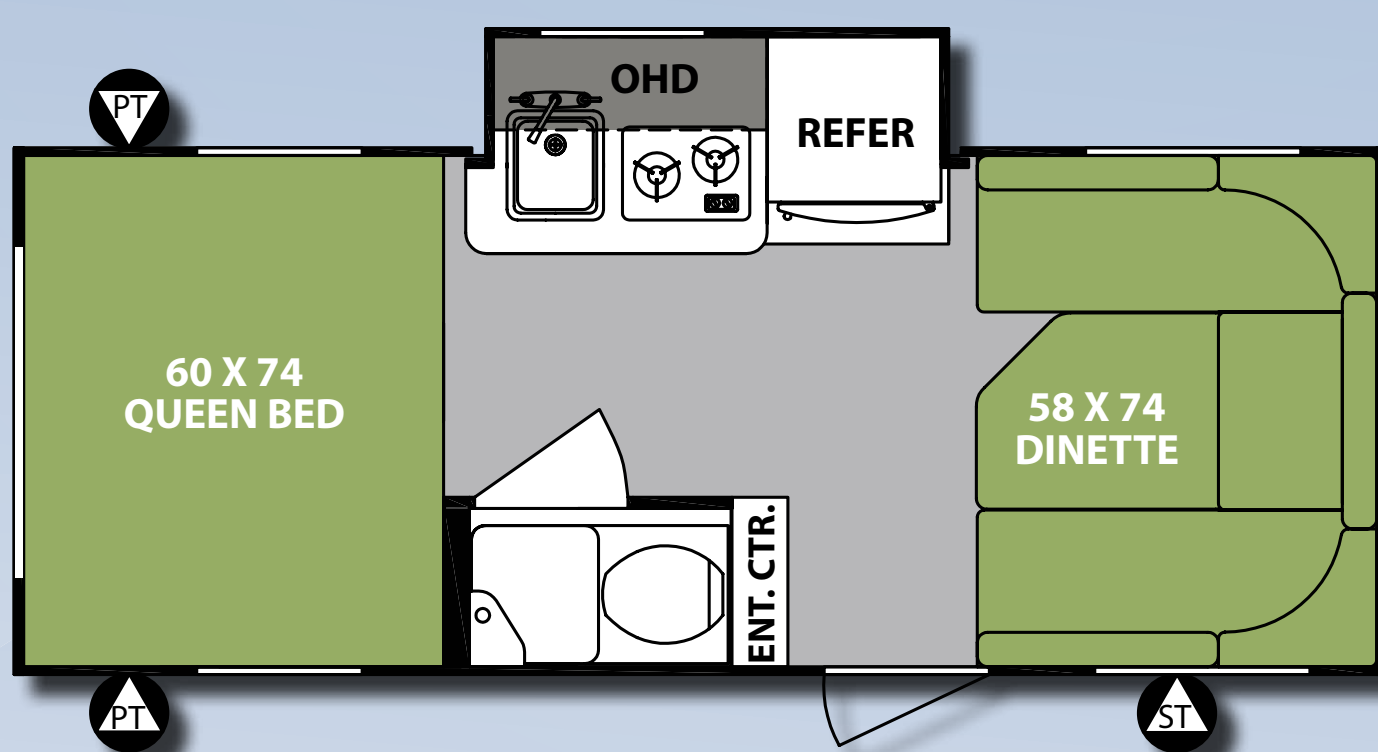 PT
OHD
REFER
60 X 74
QUEEN BED
58 X 74
DINETTE
ENT. CTR.
PT
ST